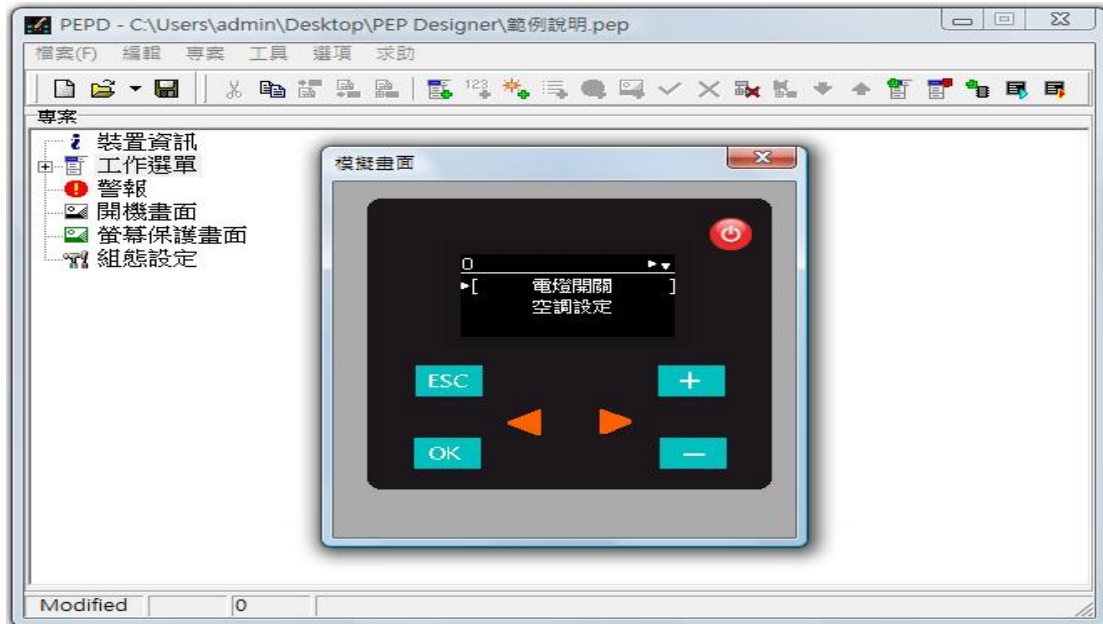 PEPD - C:\Users\admin\Desktop\PEP Designer\範例說明.pep
檔案(F) 編輯 專案 工具 選項 求助
123
專案
裝置資訊
工作選單
警報
開機畫面
螢幕保護畫面
組態設定
模擬畫面
0
[ 電燈開關 ]
空調設定
ESC +
OK −
Modified 0